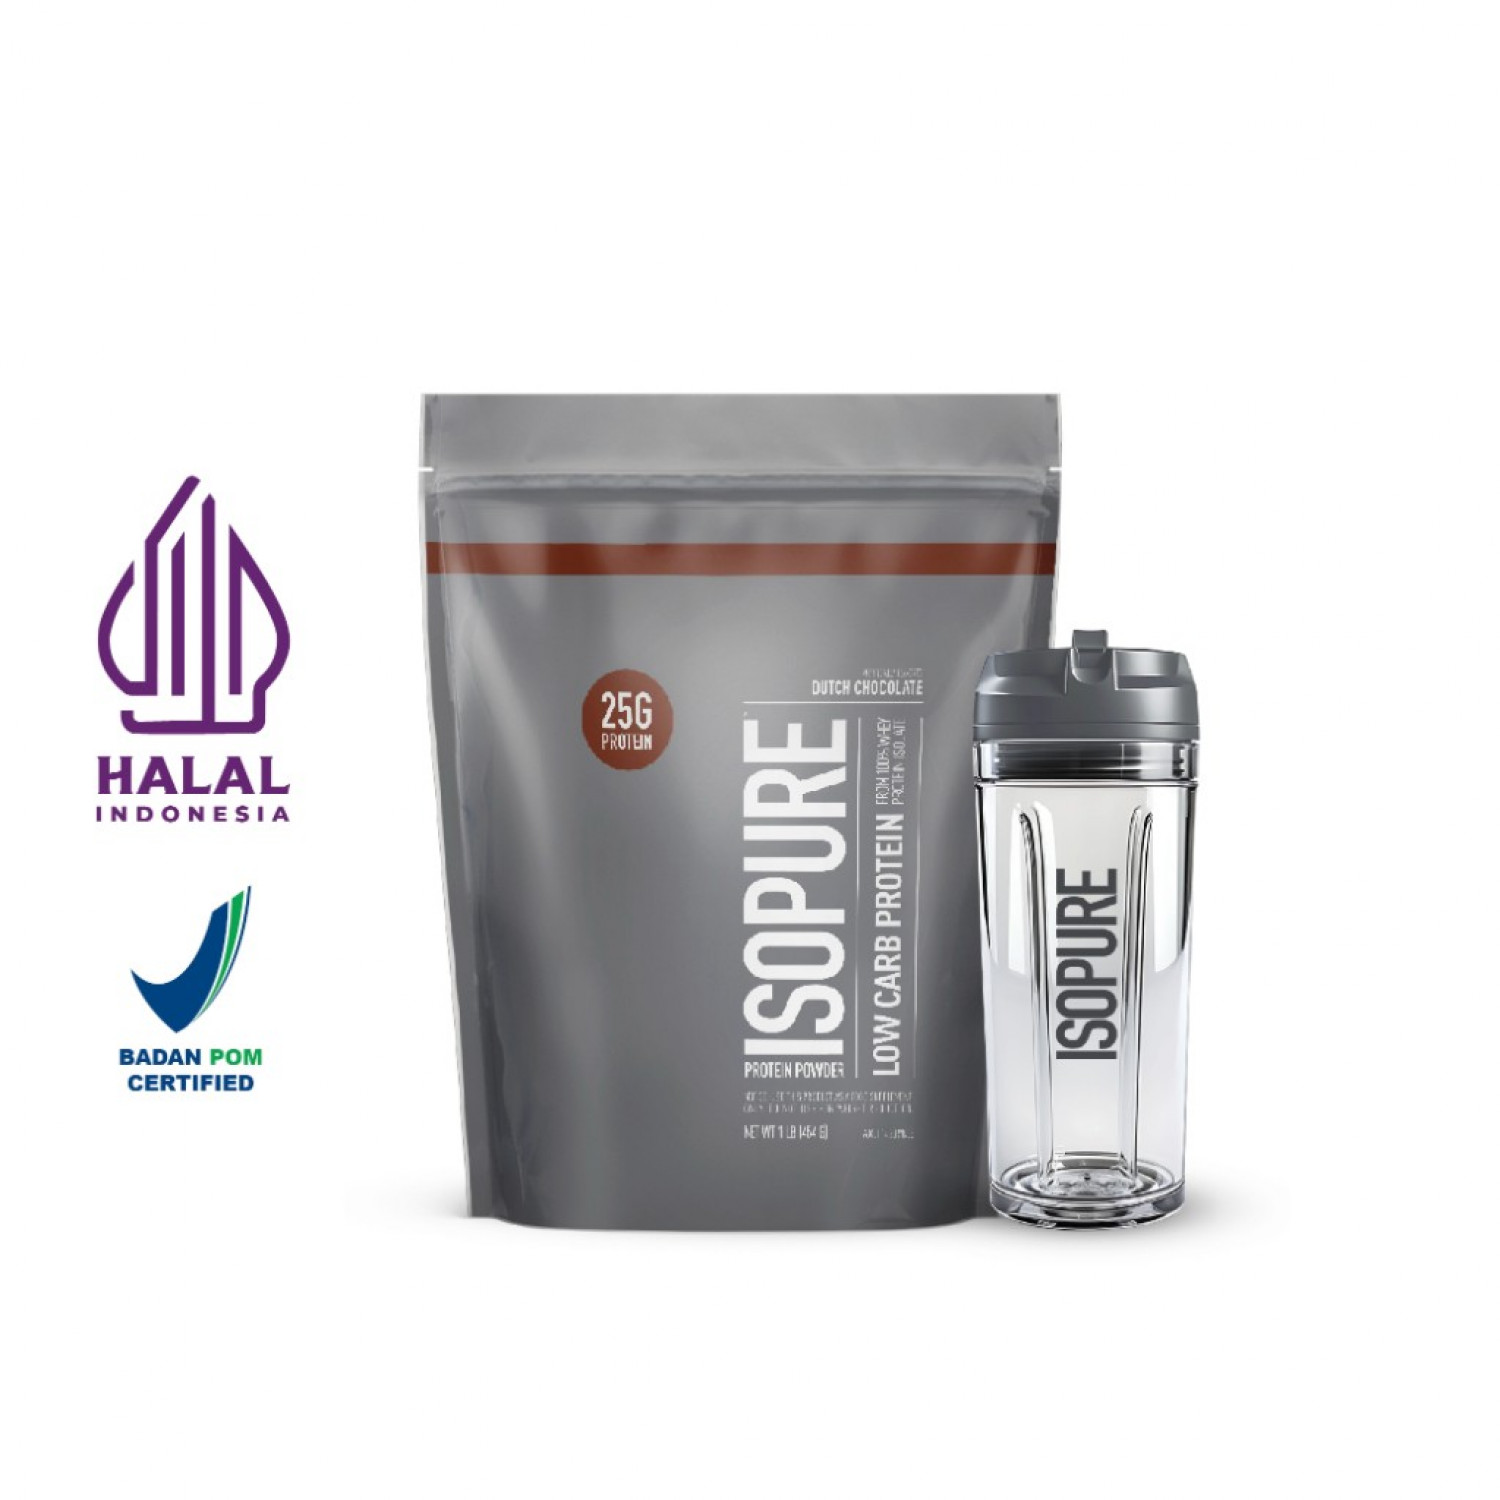 HALAL
INDONESIA
BADAN POM
CERTIFIED
25G
PROTEIN
DUTCH CHOCOLATE
ISOPURE
PROTEIN POWDER
LOW CARB PROTEIN
FROM 100% WHEY
PROTEIN ISOLATE
NET WT 1 LB (454 G)
ISOPURE